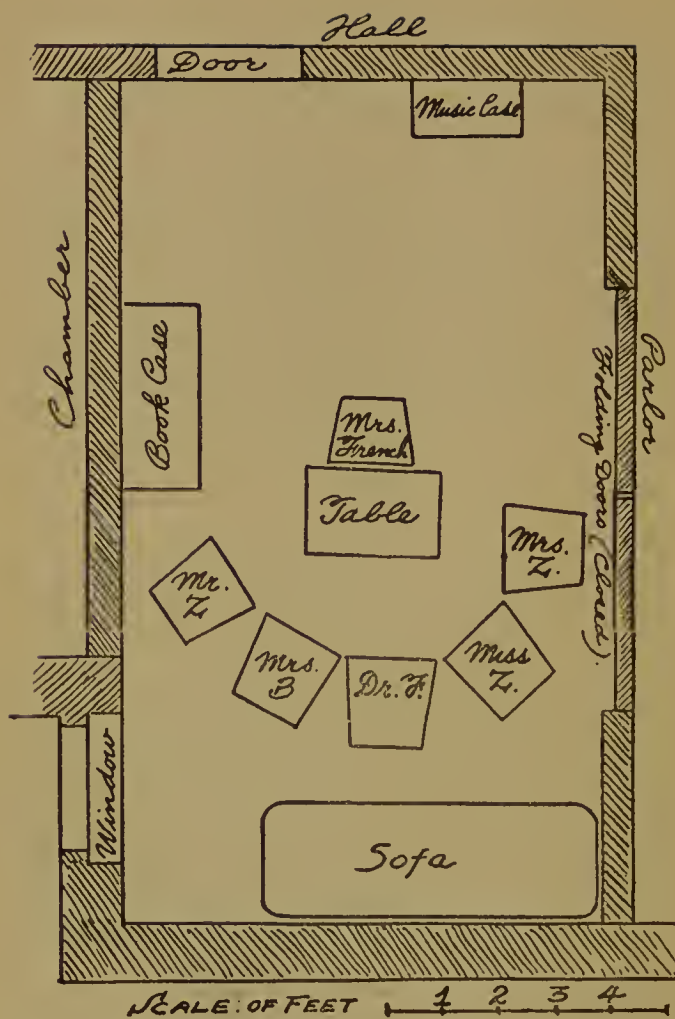 Hall
Door
Music Case
Chamber
Book Case
Parlor
Folding Doors (Closed).
Mrs.
French
Table
Mrs.
Z.
Mr.
Z
Mrs.
B
Dr. F.
Miss
Z.
Window
Sofa
SCALE: OF FEET 1 2 3 4